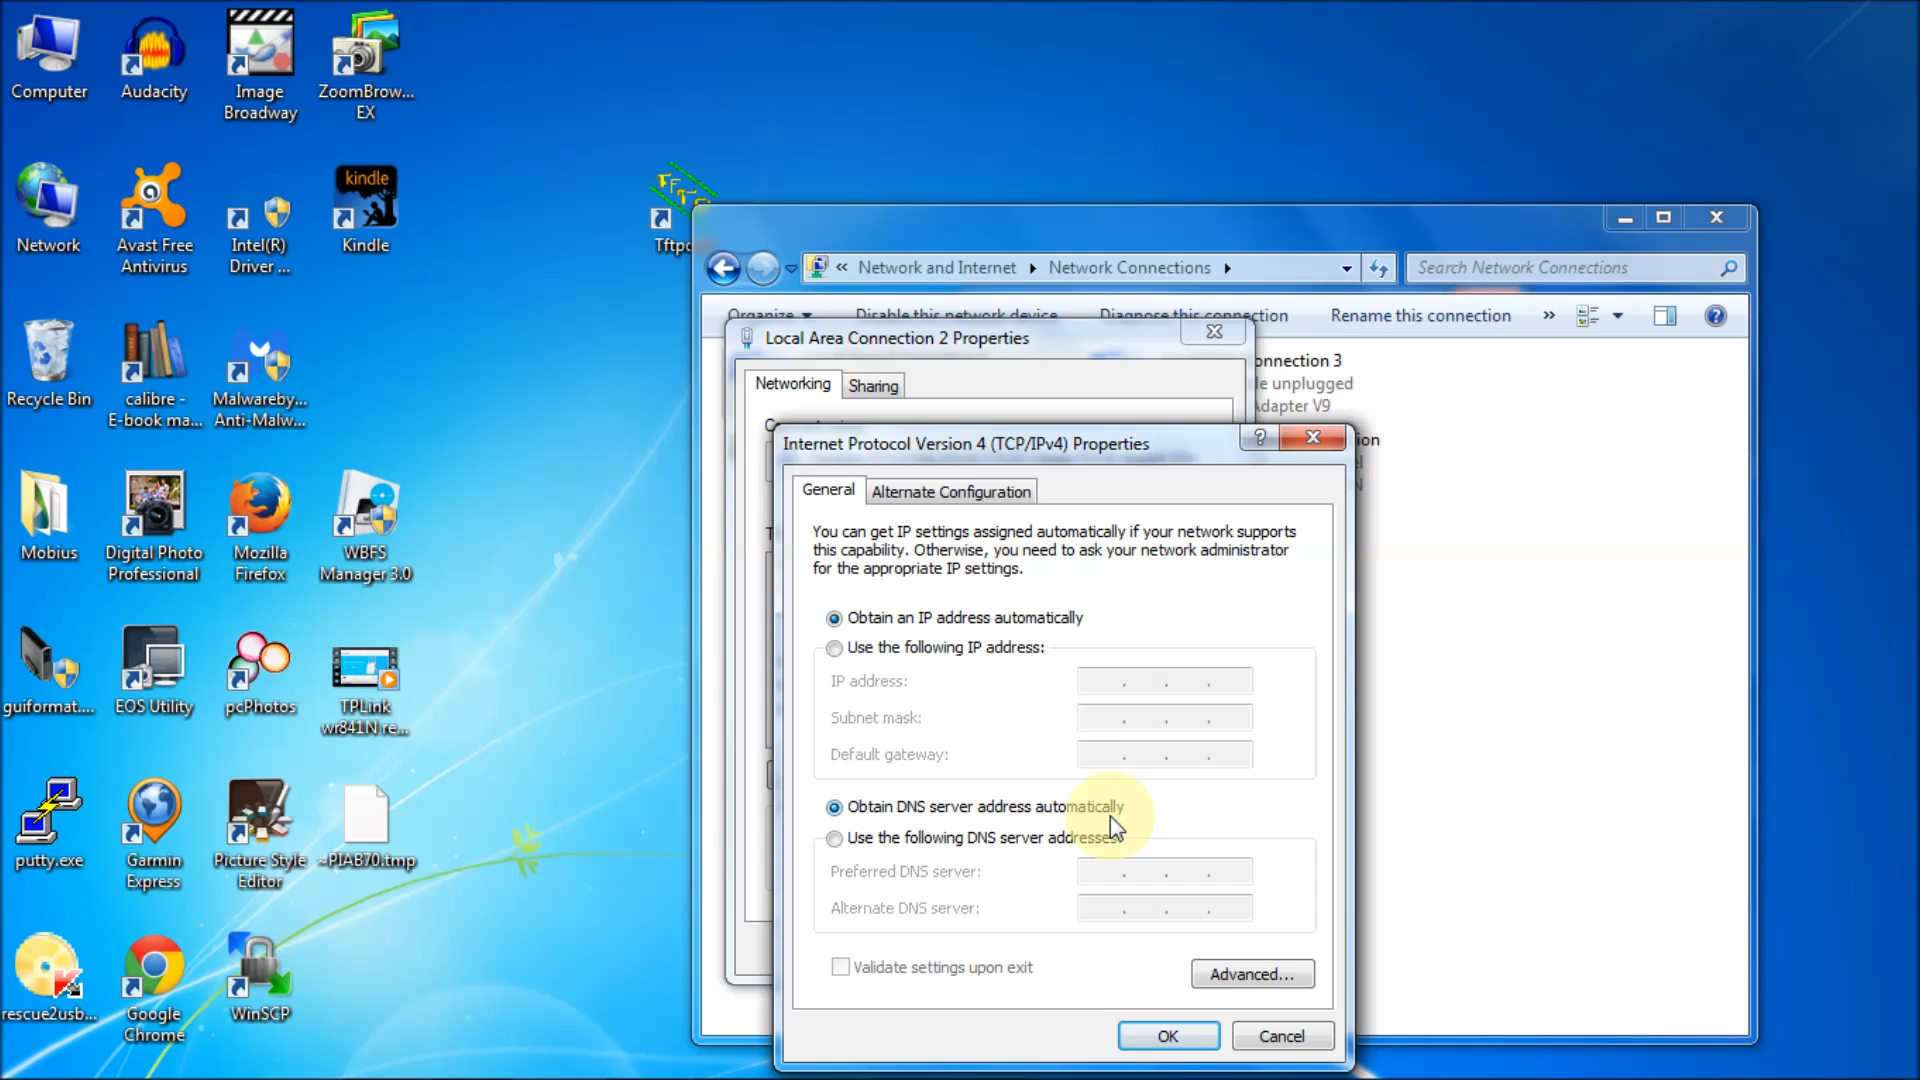 Computer
Audacity
Image
Broadway
ZoomBrow...
EX
Network
Avast Free
Antivirus
Intel(R)
Driver ...
kindle
Kindle
Recycle Bin
calibre -
E-book ma...
Malwareby...
Anti-Malw...
Mobius
Digital Photo
Professional
Mozilla
Firefox
WBFS
Manager 3.0
guiformat....
EOS Utility
pcPhotos
TPLink
wr841N re...
putty.exe
Garmin
Express
Picture Style
Editor
~PIAB70.tmp
rescue2usb...
Google
Chrome
WinSCP
Tftpd
« Network and Internet Network Connections
Search Network Connections
Organize Disable this network device Diagnose this connection Rename this connection »
Local Area Connection 2 Properties
Networking Sharing
onnection 3
le unplugged
Adapter V9
ion
Internet Protocol Version 4 (TCP/IPv4) Properties
General Alternate Configuration
You can get IP settings assigned automatically if your network supports
this capability. Otherwise, you need to ask your network administrator
for the appropriate IP settings.
Obtain an IP address automatically
Use the following IP address:
IP address: . . .
Subnet mask: . . .
Default gateway: . . .
Obtain DNS server address automatically
Use the following DNS server addresses:
Preferred DNS server: . . .
Alternate DNS server: . . .
Validate settings upon exit
Advanced...
OK Cancel